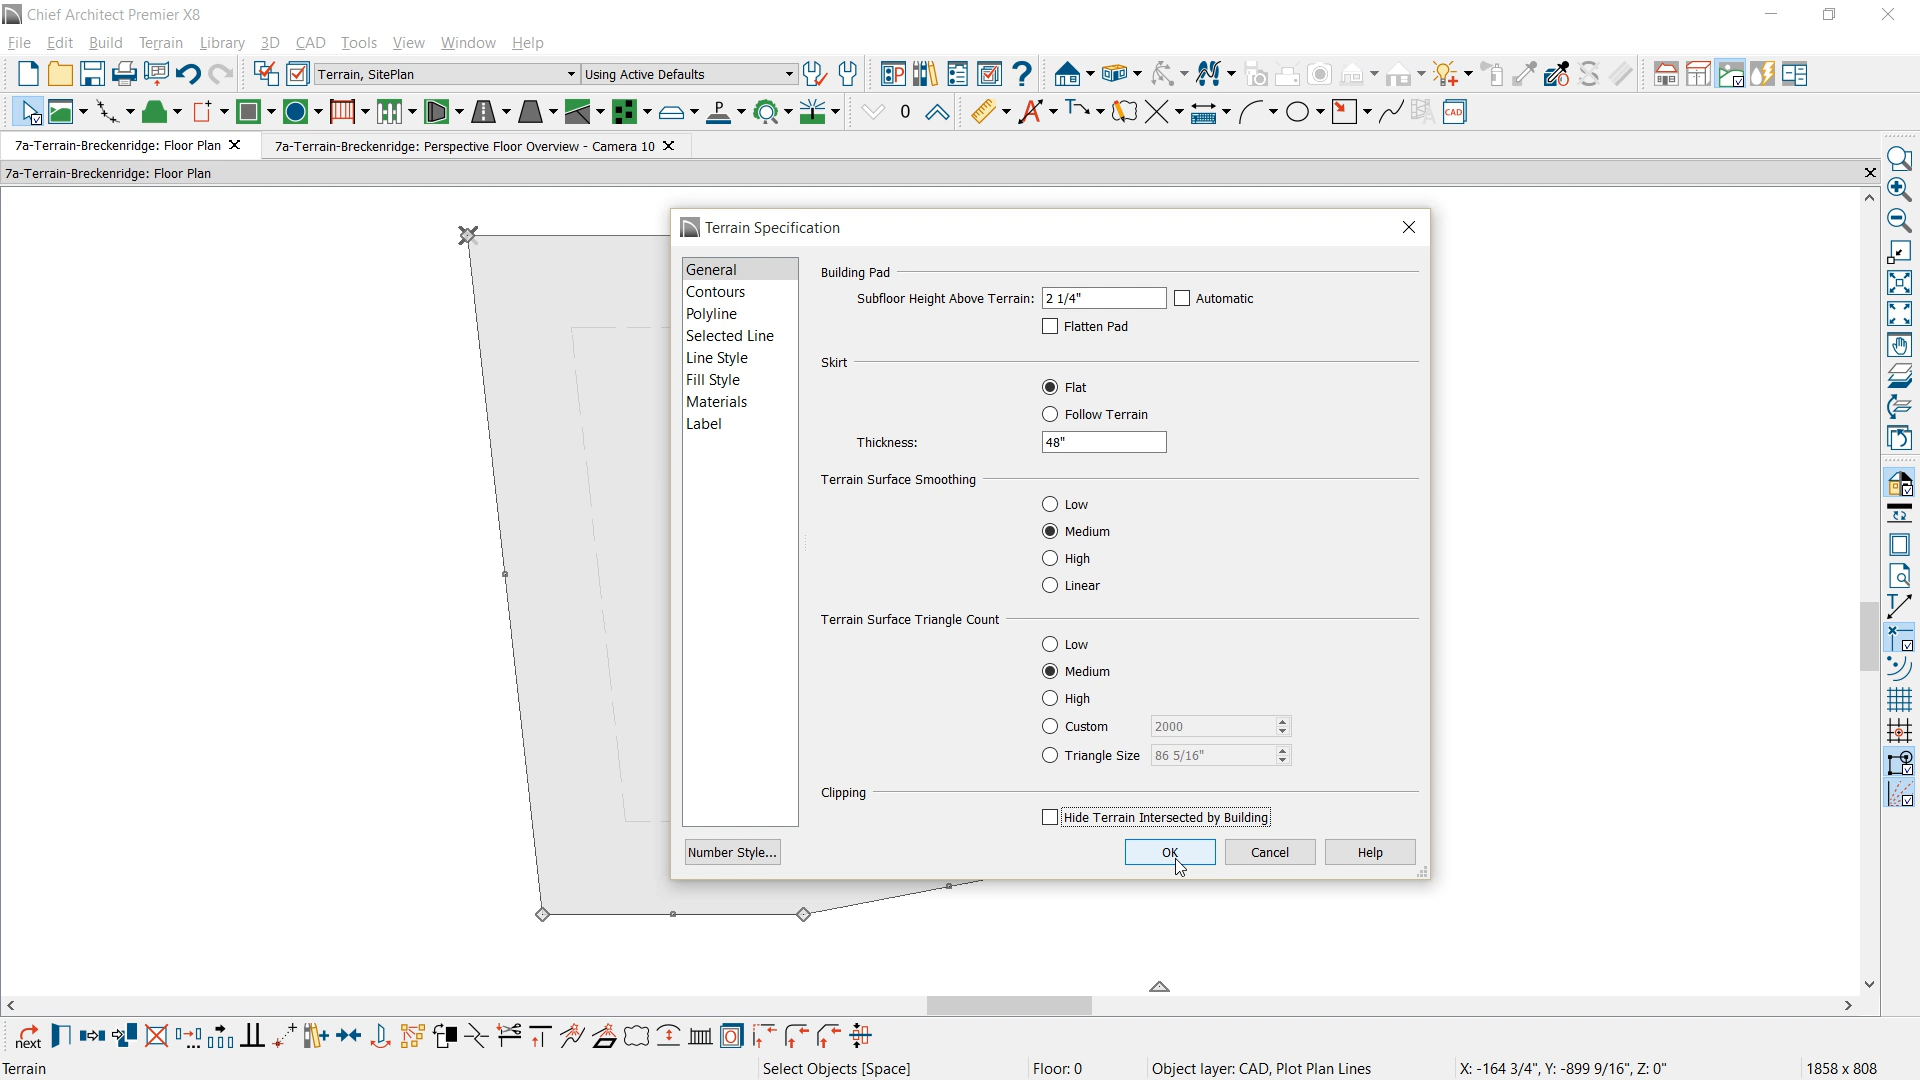 Chief Architect Premier X8
File Edit Build Terrain Library 3D CAD Tools View Window Help
Terrain, SitePlan Using Active Defaults
P 0 CAD
7a-Terrain-Breckenridge: Floor Plan 7a-Terrain-Breckenridge: Perspective Floor Overview - Camera 10
7a-Terrain-Breckenridge: Floor Plan
Terrain Specification
General
Contours
Polyline
Selected Line
Line Style
Fill Style
Materials
Label
Building Pad
Subfloor Height Above Terrain: 2 1/4" Automatic
Flatten Pad
Skirt
Flat
Follow Terrain
Thickness: 48"
Terrain Surface Smoothing
Low
Medium
High
Linear
Terrain Surface Triangle Count
Low
Medium
High
Custom 2000
Triangle Size 86 5/16"
Clipping
Hide Terrain Intersected by Building
Number Style... OK Cancel Help
next
Terrain Select Objects [Space] Floor: 0 Object layer: CAD, Plot Plan Lines X: -164 3/4", Y: -899 9/16", Z: 0" 1858 x 808